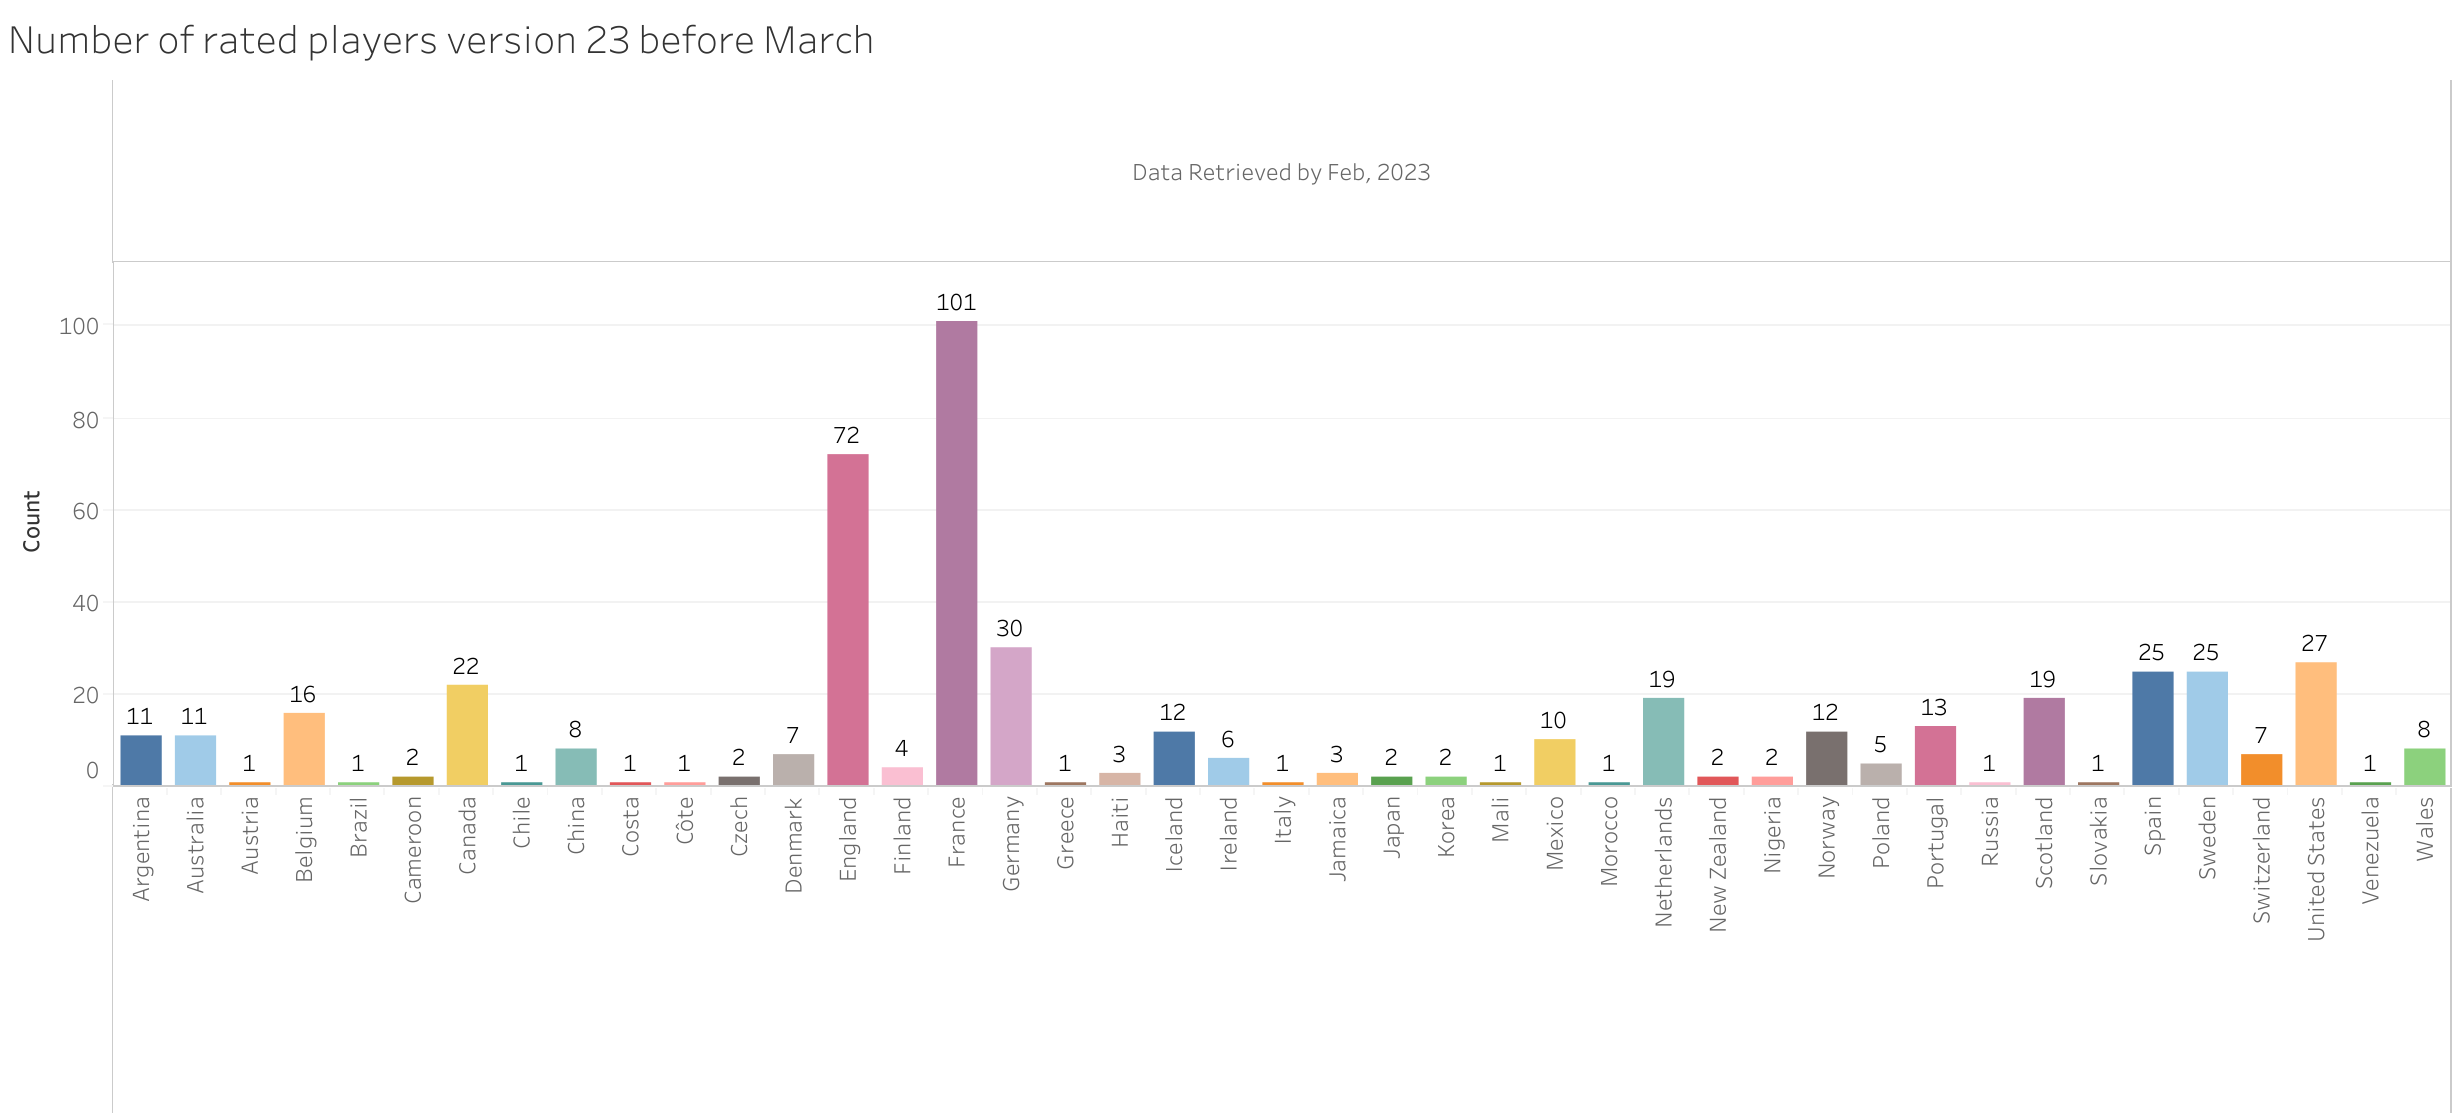 Number of rated players version 23 before March
Data Retrieved by Feb, 2023
Count
100
80
60
40
20
0
11
11
1
16
1
2
22
1
8
1
1
2
7
72
4
101
30
1
3
12
6
1
3
2
2
1
10
1
19
2
2
12
5
13
1
19
1
25
25
7
27
1
8
Argentina
Australia
Austria
Belgium
Brazil
Cameroon
Canada
Chile
China
Costa
Côte
Czech
Denmark
England
Finland
France
Germany
Greece
Haiti
Iceland
Ireland
Italy
Jamaica
Japan
Korea
Mali
Mexico
Morocco
Netherlands
New Zealand
Nigeria
Norway
Poland
Portugal
Russia
Scotland
Slovakia
Spain
Sweden
Switzerland
United States
Venezuela
Wales